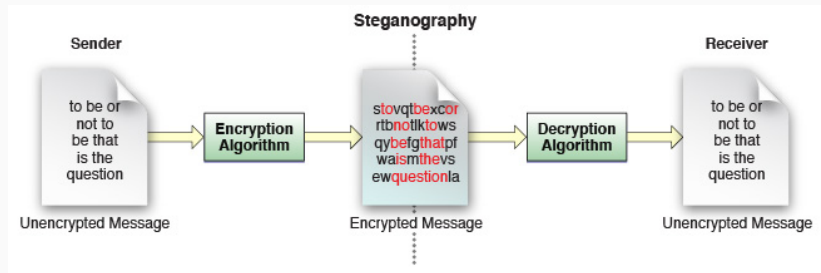 Steganography
Sender
Receiver
to be or
not to
be that
is the
question
Encryption
Algorithm
stovqtbexcor
rtbnotlktows
qybefgthatpf
waismthevs
ewquestionla
Decryption
Algorithm
to be or
not to
be that
is the
question
Unencrypted Message
Encrypted Message
Unencrypted Message